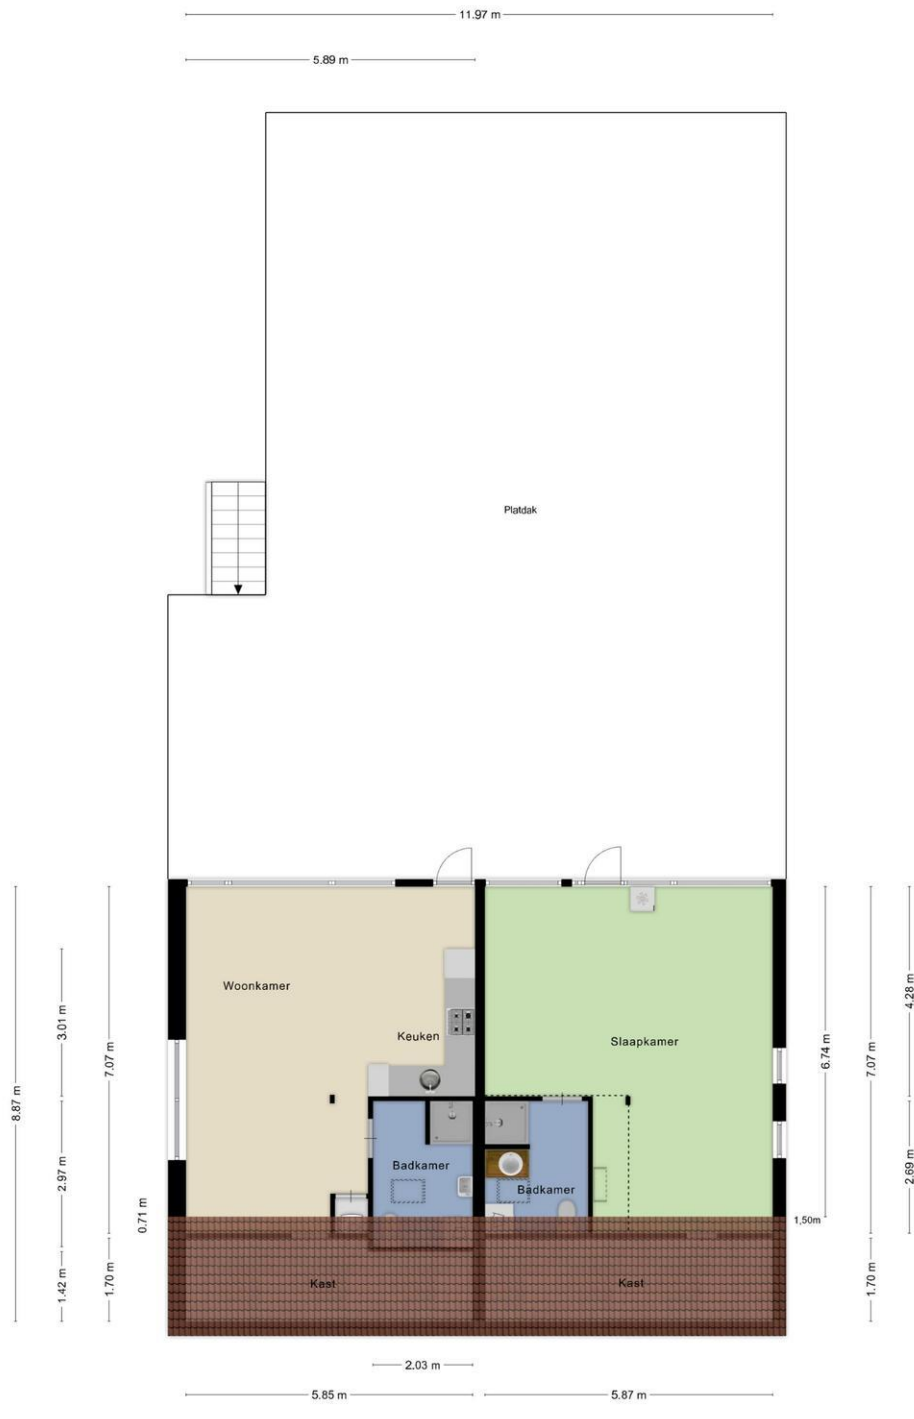 11.97 m
5.89 m
Platdak
Woonkamer
Keuken
Slaapkamer
Badkamer
Badkamer
Kast
Kast
8.87 m
3.01 m
2.97 m
1.42 m
7.07 m
1.70 m
0.71 m
1,50m
6.74 m
7.07 m
1.70 m
4.28 m
2.69 m
2.03 m
5.85 m
5.87 m